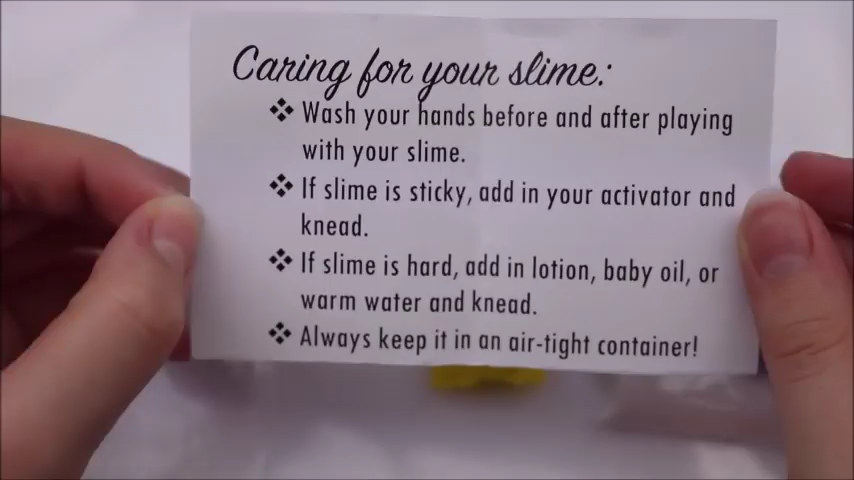 Caring for your slime:
❖ Wash your hands before and after playing
with your slime.
❖ If slime is sticky, add in your activator and
knead.
❖ If slime is hard, add in lotion, baby oil, or
warm water and knead.
❖ Always keep it in an air-tight container!